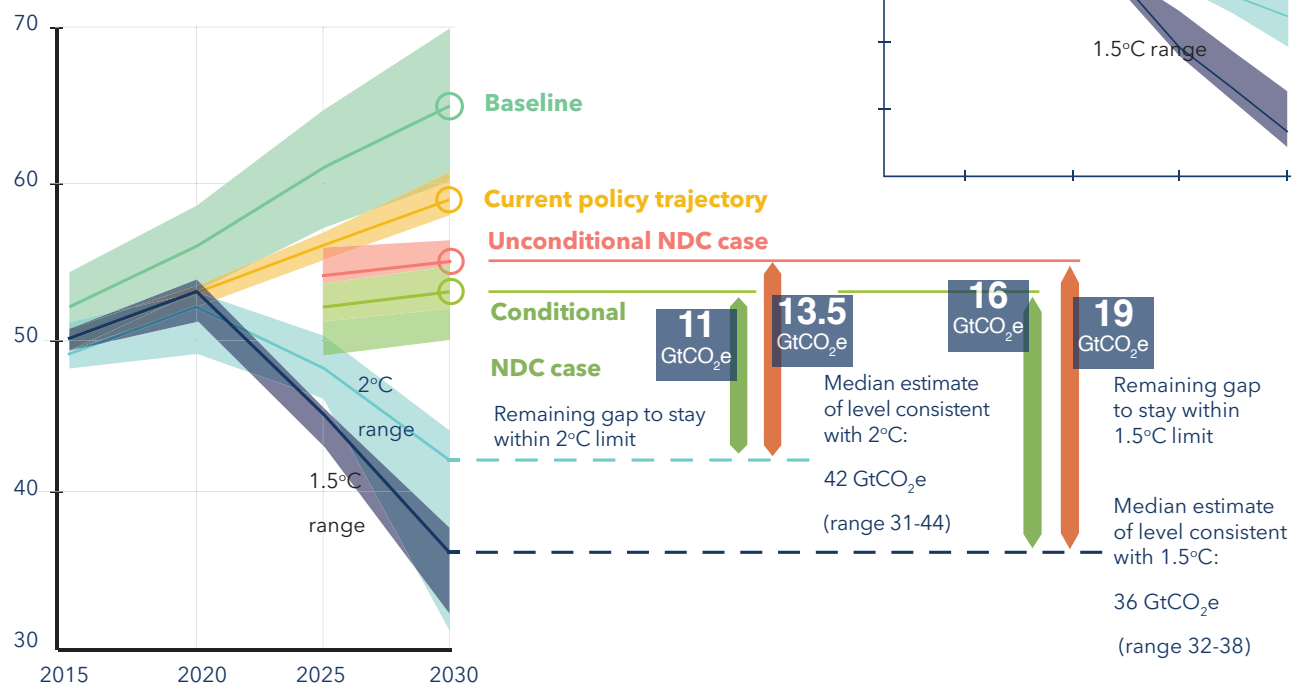 70
60
50
40
30
2015
2020
2025
2030
Baseline
Current policy trajectory
Unconditional NDC case
Conditional
NDC case
2°C
range
1.5°C
range
Remaining gap to stay
within 2°C limit
11
GtCO₂e
13.5
GtCO₂e
Median estimate
of level consistent
with 2°C:
42 GtCO₂e
(range 31-44)
16
GtCO₂e
19
GtCO₂e
Remaining gap
to stay within
1.5°C limit
Median estimate
of level consistent
with 1.5°C:
36 GtCO₂e
(range 32-38)
1.5°C range